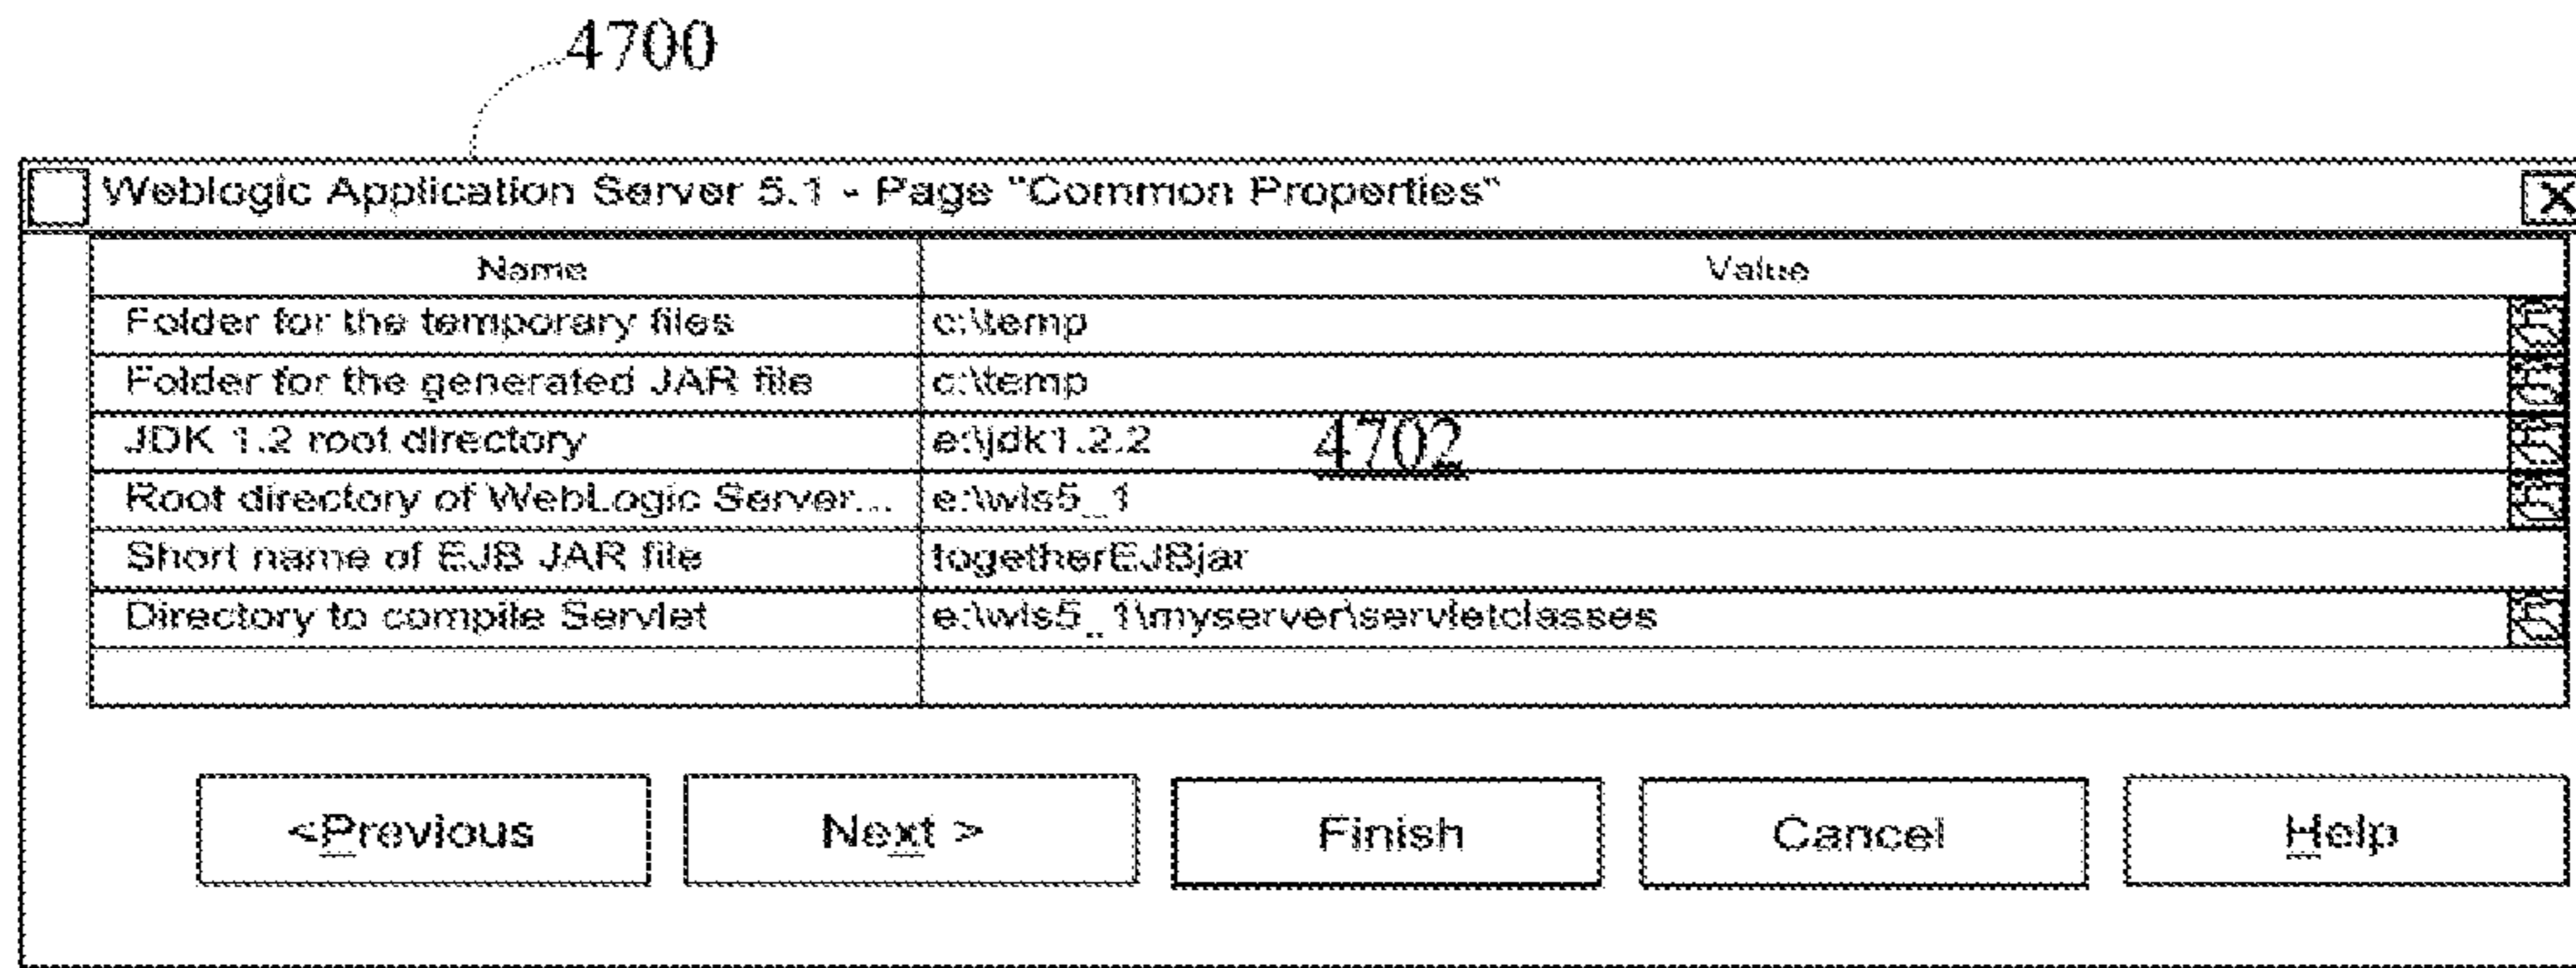 4700
Weblogic Application Server 5.1 - Page "Common Properties" X
Name Value
Folder for the temporary files c:\temp
Folder for the generated JAR file c:\temp
JDK 1.2 root directory e:\jdk1.2.2 4702
Root directory of WebLogic Server... e:\wls5_1
Short name of EJB JAR file togetherEJBjar
Directory to compile Servlet e:\wls5_1\myserver\servletclasses
<Previous Next > Finish Cancel Help